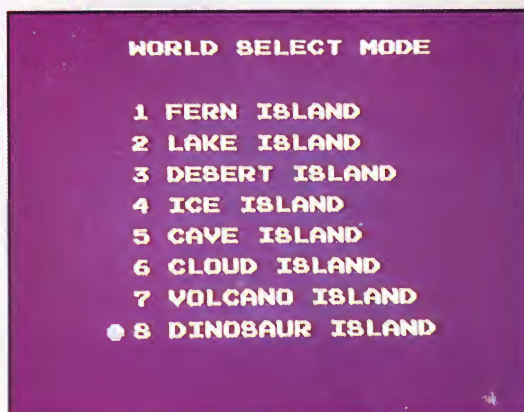 WORLD SELECT MODE
1 FERN ISLAND
2 LAKE ISLAND
3 DESERT ISLAND
4 ICE ISLAND
5 CAVE ISLAND
6 CLOUD ISLAND
7 VOLCANO ISLAND
8 DINOSAUR ISLAND